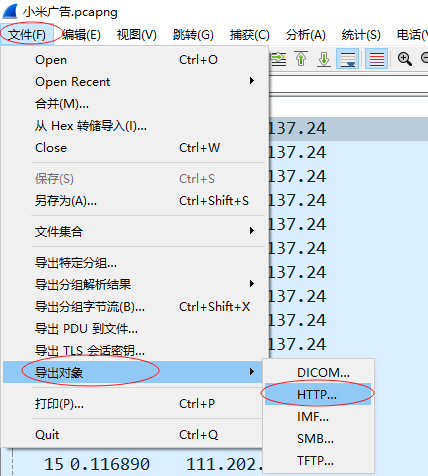 小米广告.pcapng
文件(F) 编辑(E) 视图(V) 跳转(G) 捕获(C) 分析(A) 统计(S) 电话(
Open Ctrl+O
Open Recent
合并(M)...
从 Hex 转储导入(I)...
Close Ctrl+W
保存(S) Ctrl+S
另存为(A)... Ctrl+Shift+S
文件集合
导出特定分组...
导出分组解析结果
导出分组字节流(B)... Ctrl+Shift+X
导出 PDU 到文件...
导出 TLS 会话密钥...
导出对象
打印(P)... Ctrl+P
Quit Ctrl+Q
137.24
137.24
137.24
137.24
137.24
137.24
137.24
137.24
137.24
137.24
DICOM...
HTTP...
IMF...
SMB...
TFTP...
15 0.116890 111.202.